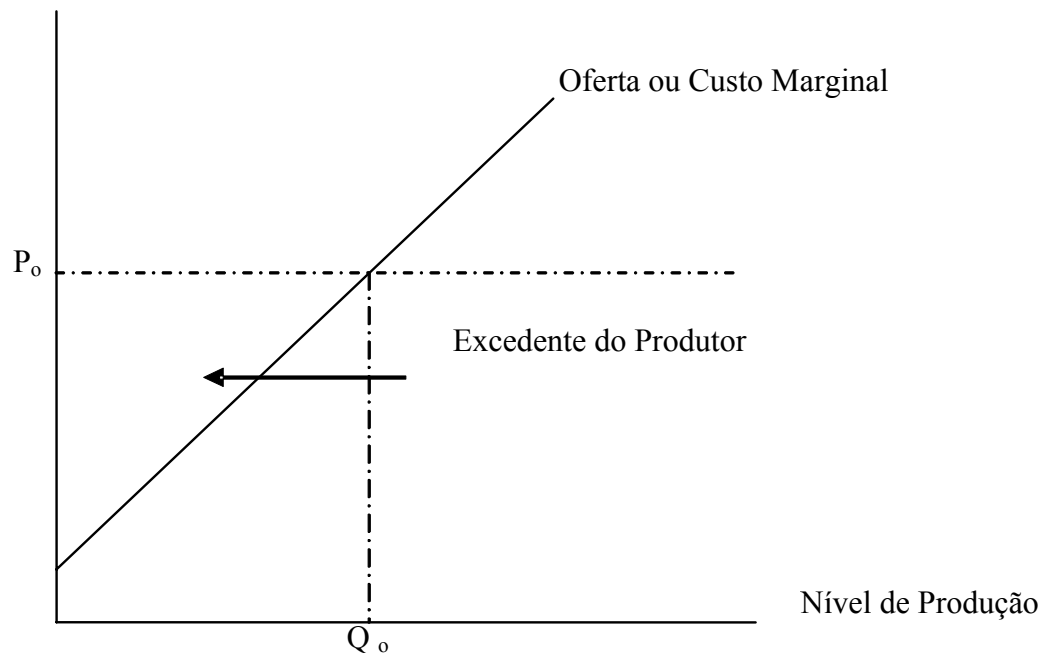 Oferta ou Custo Marginal
Po
Excedente do Produtor
Nível de Produção
Q o